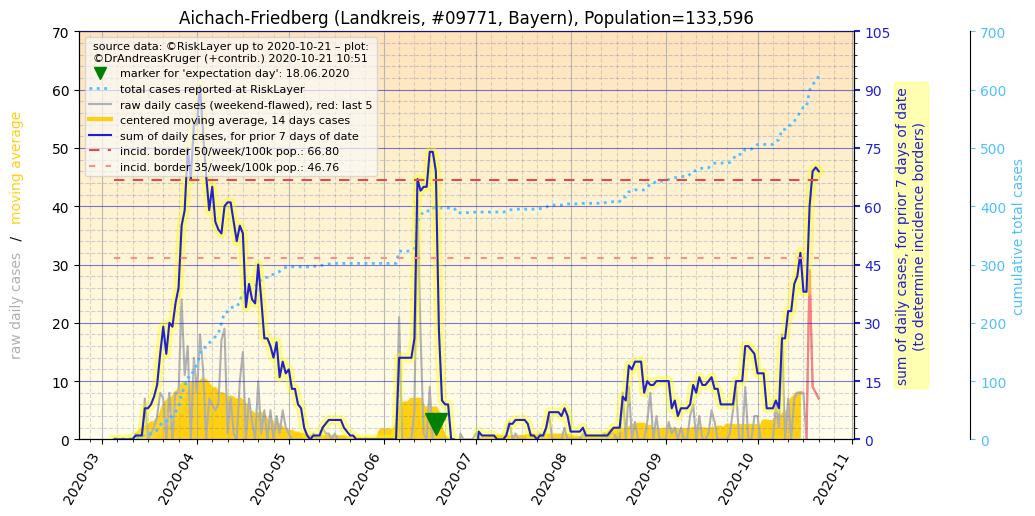 Aichach-Friedberg (Landkreis, #09771, Bayern), Population=133,596
source data: ©RiskLayer up to 2020-10-21 – plot:
©DrAndreasKruger (+contrib.) 2020-10-21 10:51
marker for 'expectation day': 18.06.2020
total cases reported at RiskLayer
raw daily cases (weekend-flawed), red: last 5
centered moving average, 14 days cases
sum of daily cases, for prior 7 days of date
incid. border 50/week/100k pop.: 66.80
incid. border 35/week/100k pop.: 46.76
raw daily cases / moving average
70
60
50
40
30
20
10
0
105
90
75
60
45
30
15
0
sum of daily cases, for prior 7 days of date
(to determine incidence borders)
700
600
500
400
300
200
100
0
cumulative total cases
2020-03
2020-04
2020-05
2020-06
2020-07
2020-08
2020-09
2020-10
2020-11